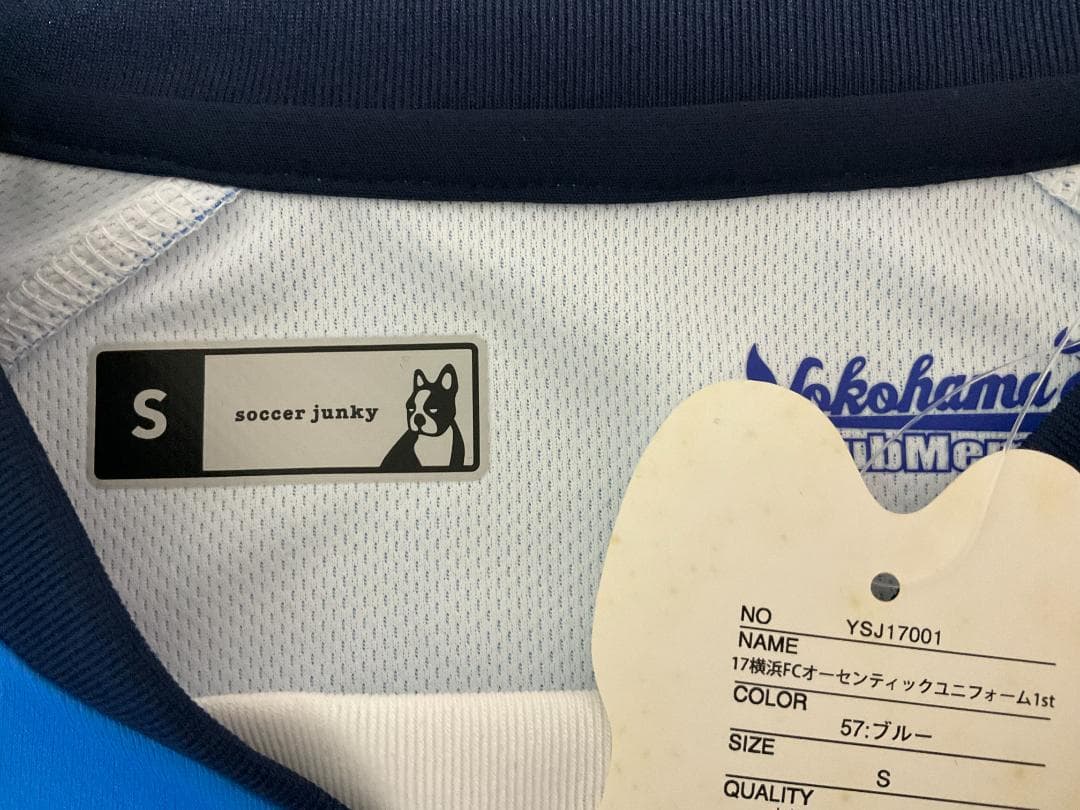 S
soccer junky
Yokohama
NO YSJ17001
NAME
17横浜FCオーセンティックユニフォーム1st
COLOR
57:ブルー
SIZE
S
QUALITY